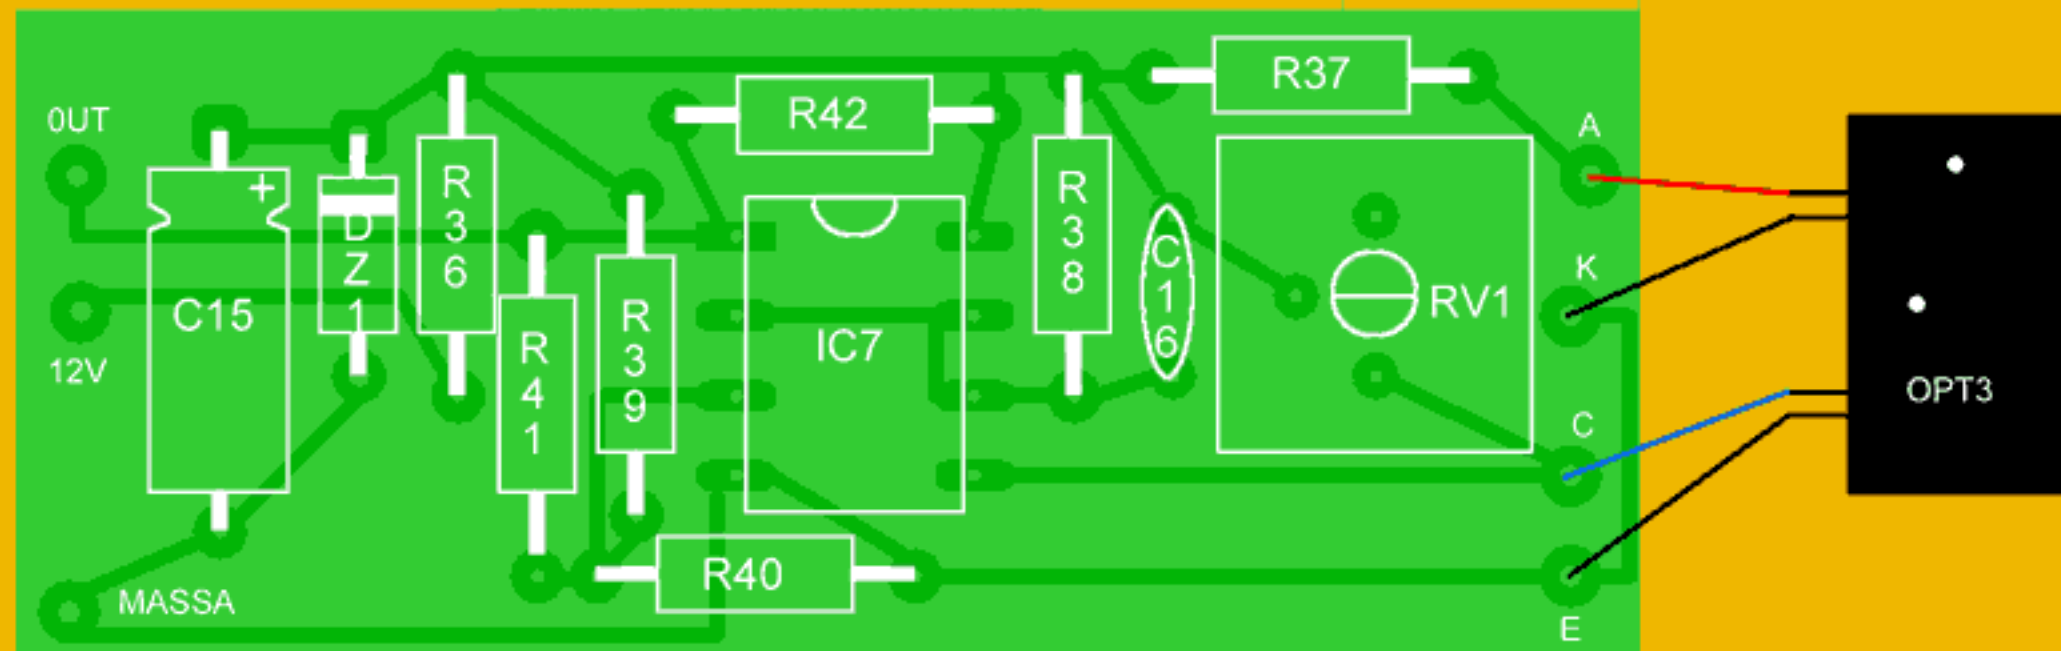 0UT
12V
MASSA
C15
+
DZ1
R36
R41
R39
R42
IC7
R40
R38
C16
R37
RV1
A
K
C
E
OPT3